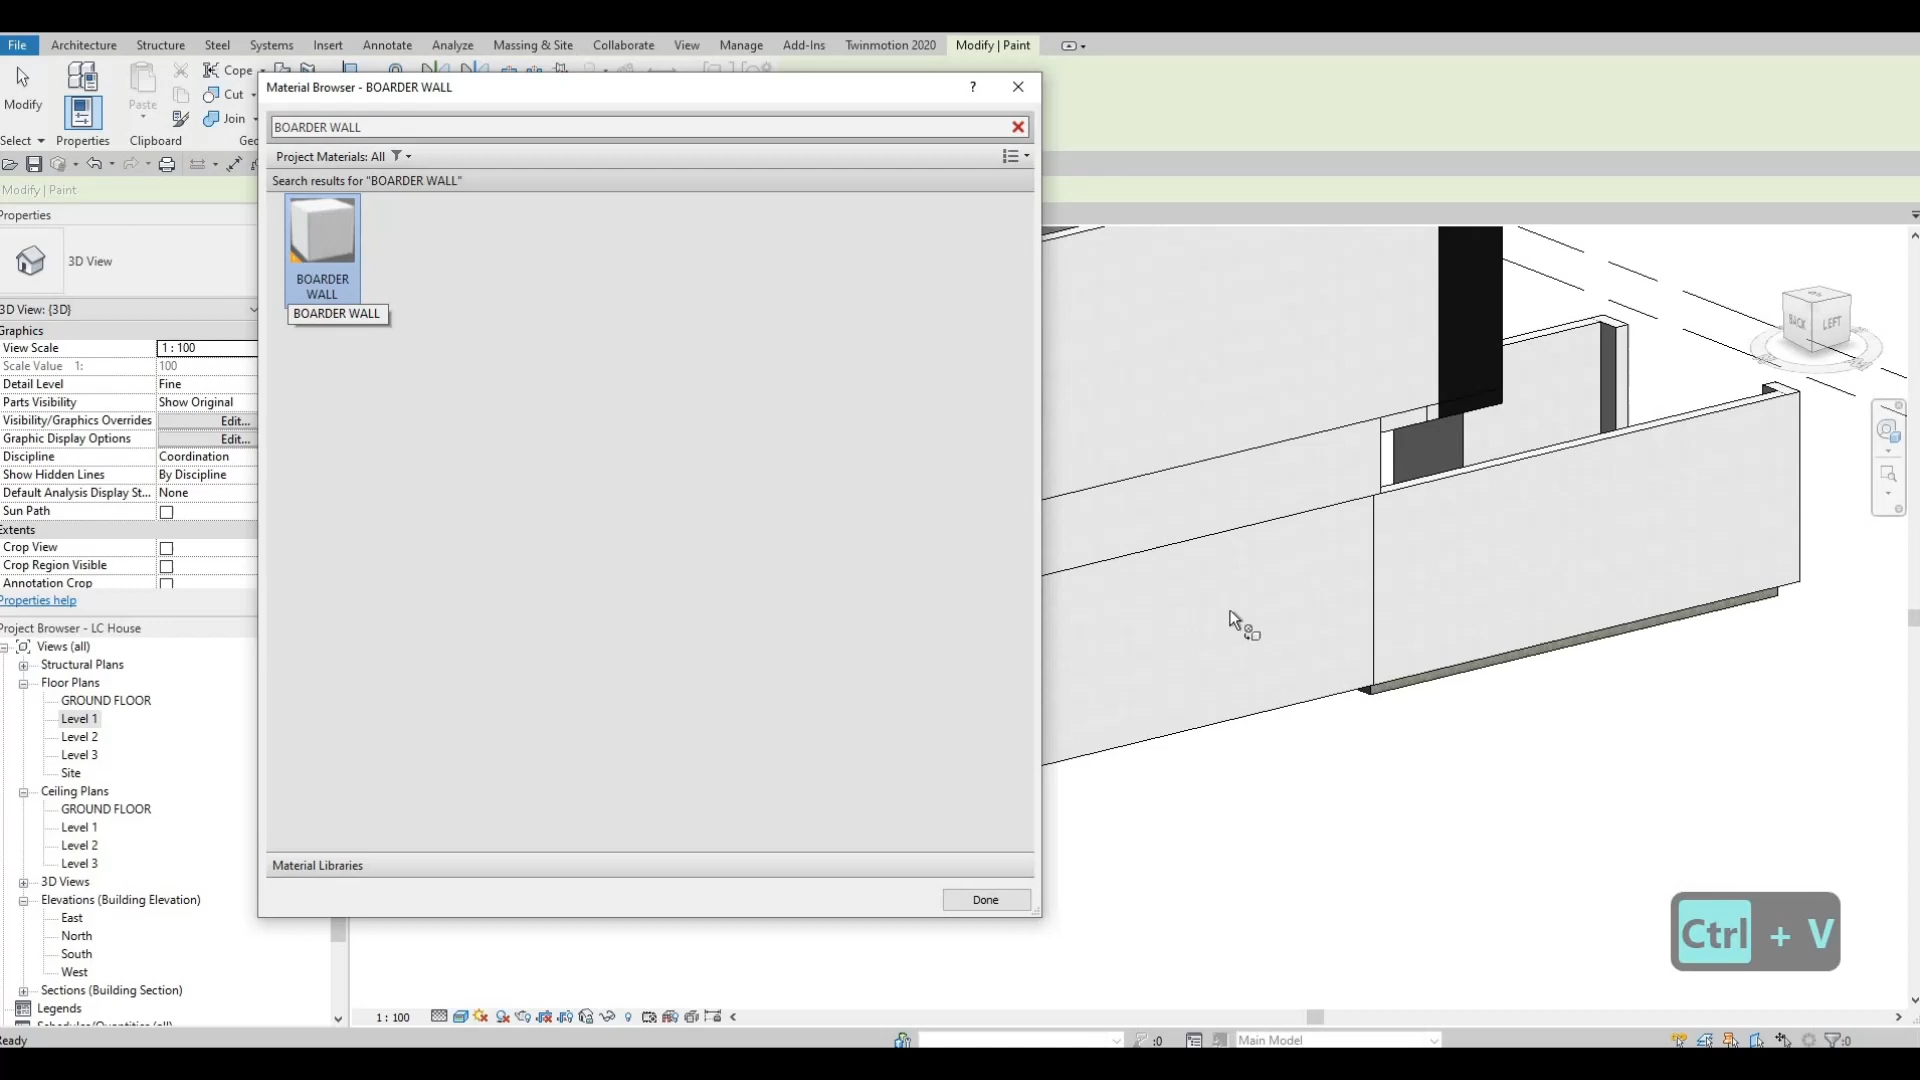 File Architecture Structure Steel Systems Insert Annotate Analyze Massing & Site Collaborate View Manage Add-Ins Twinmotion 2020 Modify | Paint
Cope
Cut
Modify Paste Join
Select Properties Clipboard Geo
Modify | Paint
Properties
3D View
3D View: {3D}
Graphics
View Scale 1 : 100
Scale Value 1: 100
Detail Level Fine
Parts Visibility Show Original
Visibility/Graphics Overrides Edit...
Graphic Display Options Edit...
Discipline Coordination
Show Hidden Lines By Discipline
Default Analysis Display St... None
Sun Path
Extents
Crop View
Crop Region Visible
Annotation Crop
Properties help
Project Browser - LC House
Views (all)
Structural Plans
Floor Plans
GROUND FLOOR
Level 1
Level 2
Level 3
Site
Ceiling Plans
GROUND FLOOR
Level 1
Level 2
Level 3
3D Views
Elevations (Building Elevation)
East
North
South
West
Sections (Building Section)
Legends
Schedules/Quantities (all)
Material Browser - BOARDER WALL
?
BOARDER WALL
Project Materials: All
Search results for "BOARDER WALL"
BOARDER
WALL
BOARDER WALL
Material Libraries
Done
BACK LEFT
Ctrl + V
1 : 100
Ready :0 Main Model :0